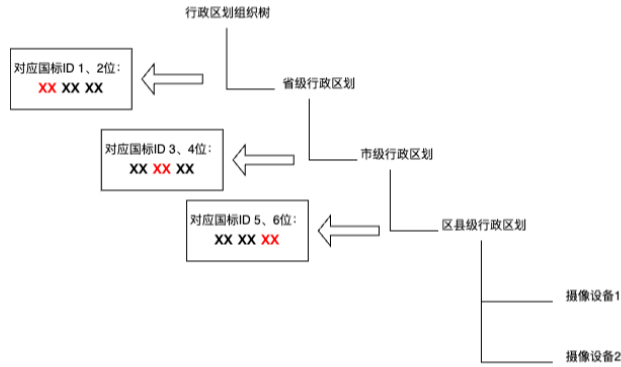 行政区划组织树
对应国标ID 1、2位：
XX XX XX
省级行政区划
对应国标ID 3、4位：
XX XX XX
市级行政区划
对应国标ID 5、6位：
XX XX XX
区县级行政区划
摄像设备1
摄像设备2